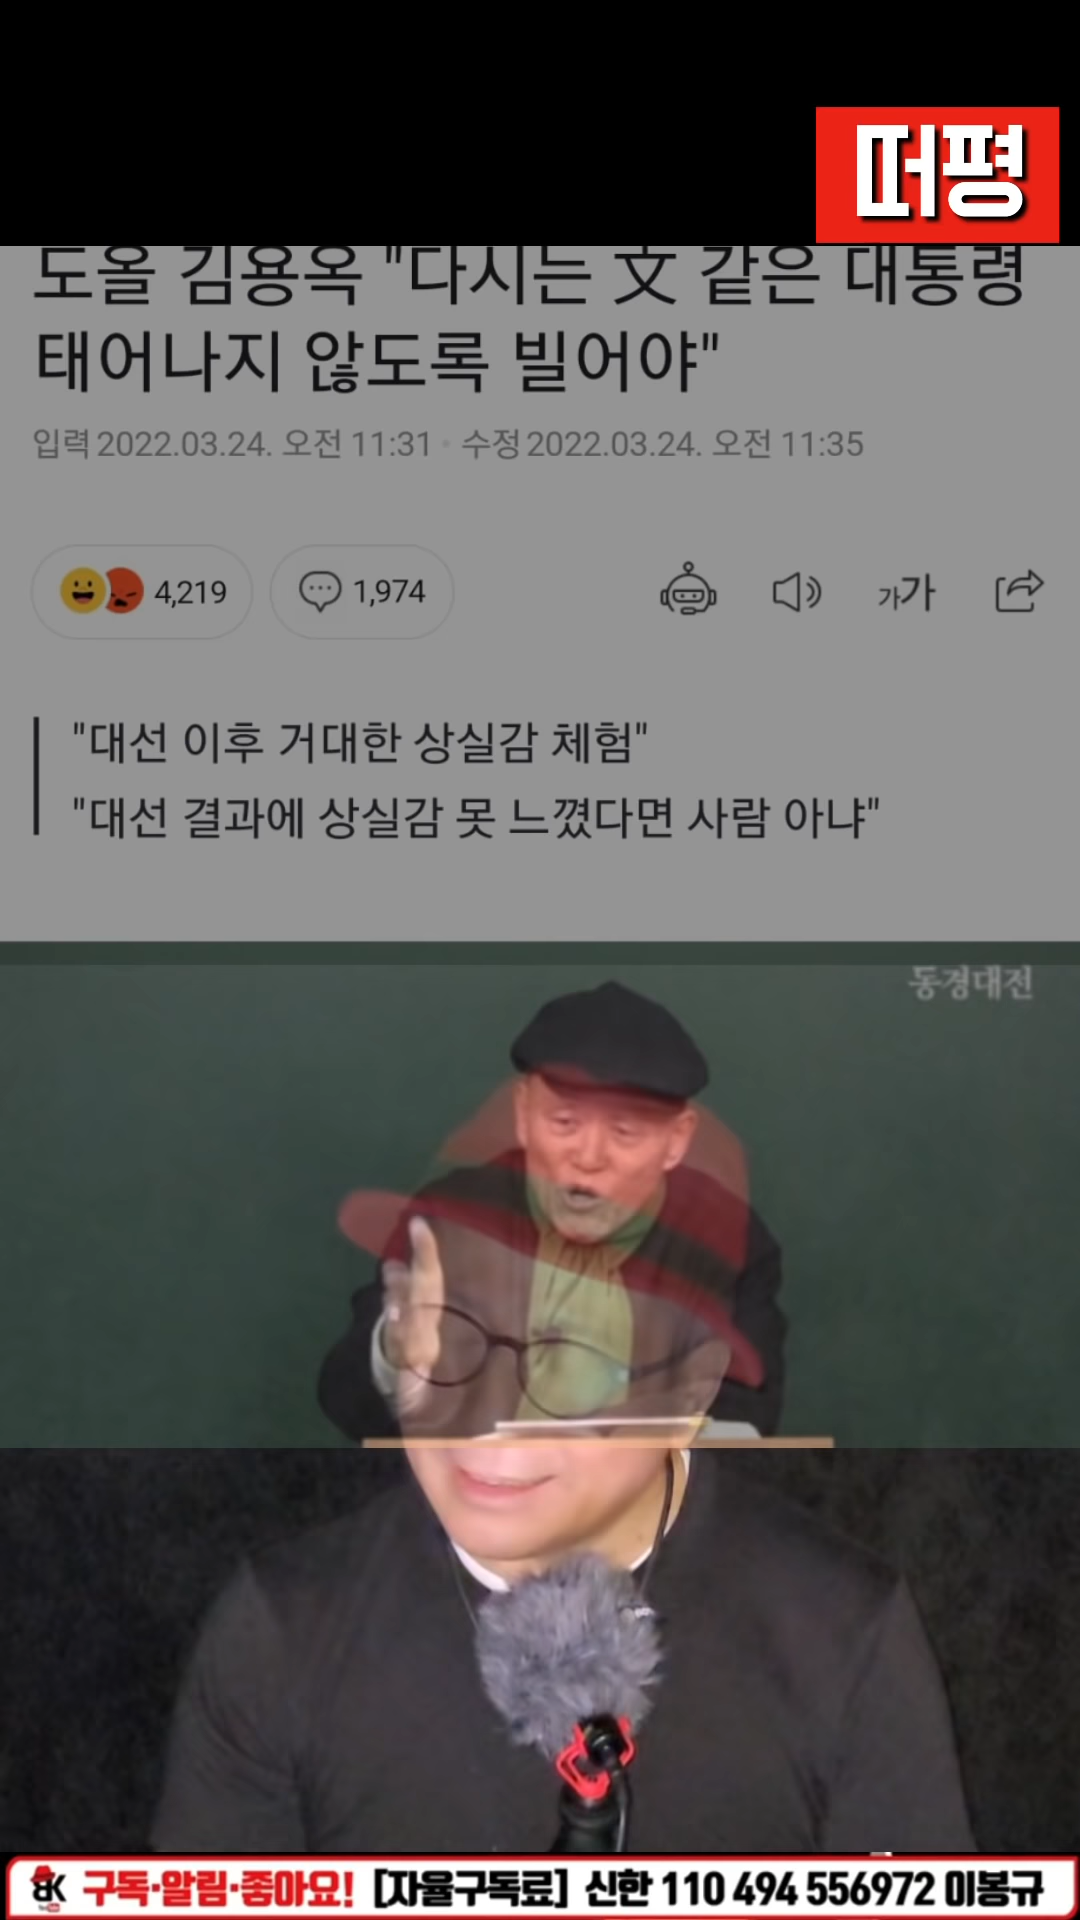 떠평
도올 김용옥 "다시는 文 같은 대통령
태어나지 않도록 빌어야"
입력 2022.03.24. 오전 11:31 · 수정 2022.03.24. 오전 11:35
4,219 1,974 가가
"대선 이후 거대한 상실감 체험"
"대선 결과에 상실감 못 느꼈다면 사람 아냐"
동경대전
BK 구독·알림·좋아요! [자율구독료] 신한 110 494 556972 이봉규